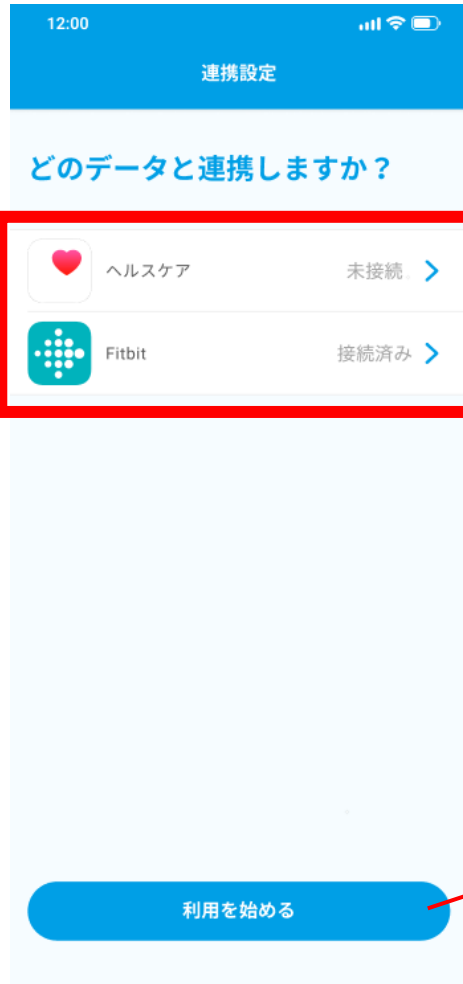 12:00
連携設定
どのデータと連携しますか？
ヘルスケア 未接続
Fitbit 接続済み
利用を始める